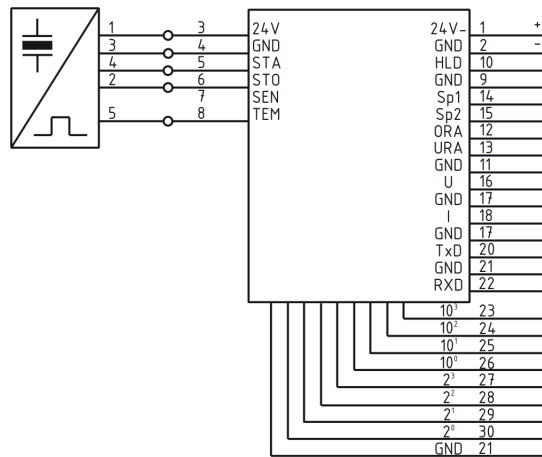 1 3 24V 24V- 1 +
3 4 GND GND 2 -
4 5 STA HLD 10
2 6 STO GND 9
7 SEN Sp1 14
5 8 TEM Sp2 15
ORA 12
URA 13
GND 11
U 16
GND 17
I 18
GND 17
TxD 20
GND 21
RXD 22
10³ 23
10² 24
10¹ 25
10⁰ 26
2³ 27
2² 28
2¹ 29
2⁰ 30
GND 21